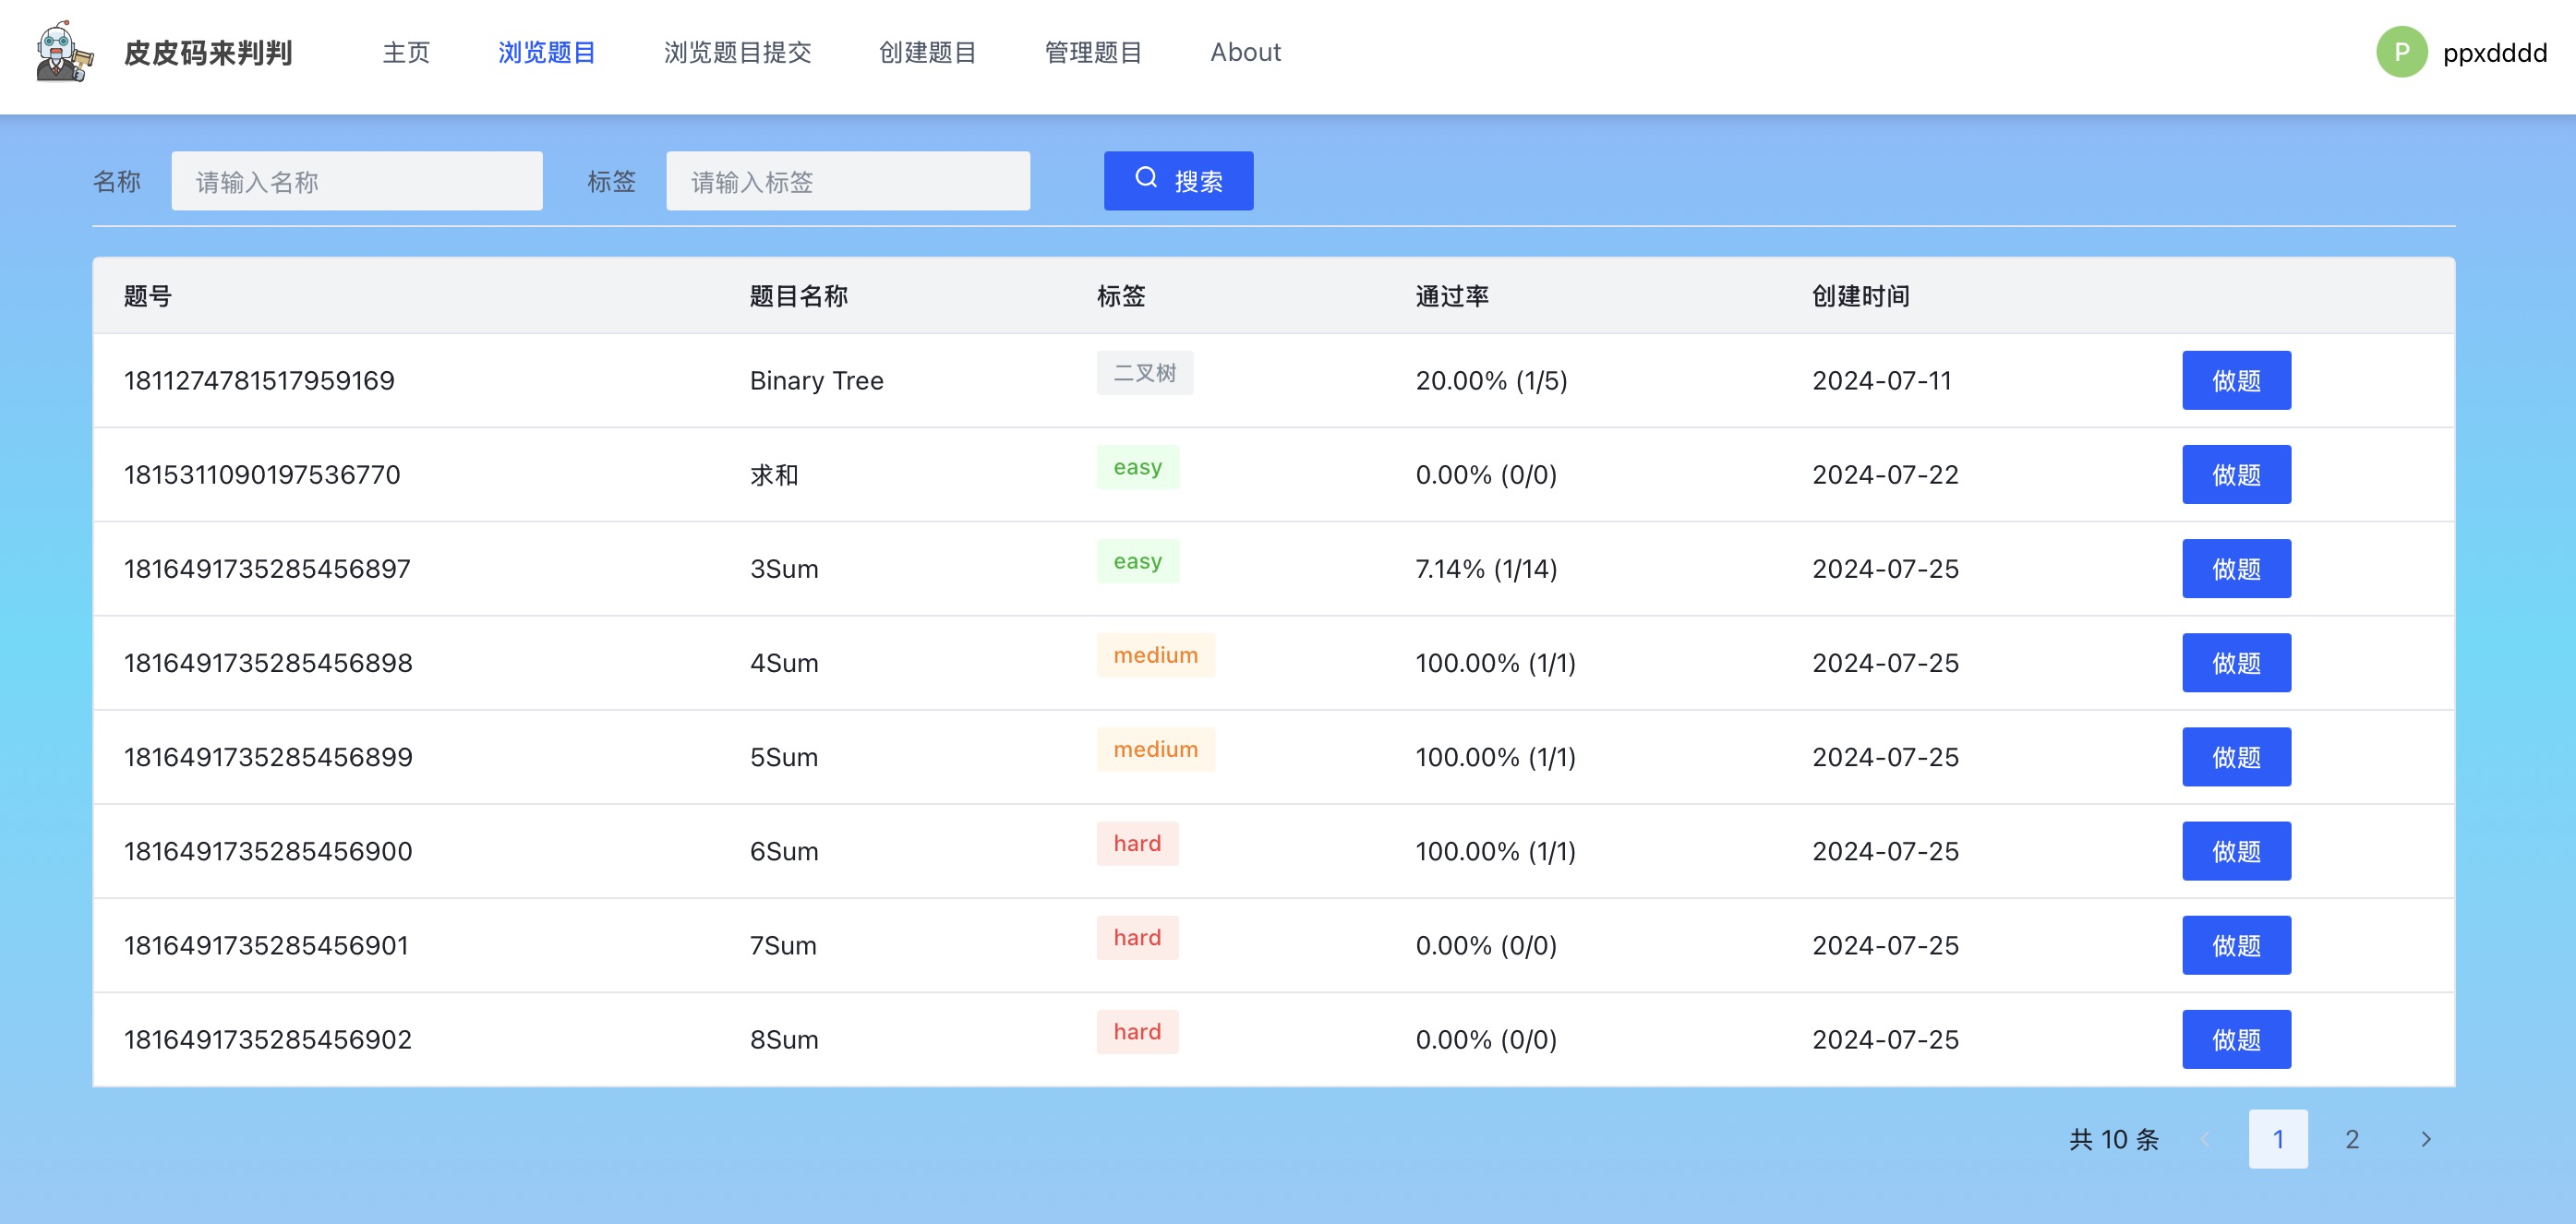 皮皮码来判判 主页 浏览题目 浏览题目提交 创建题目 管理题目 About P ppxdddd
名称 请输入名称 标签 请输入标签 搜索
题号 题目名称 标签 通过率 创建时间
1811274781517959169 Binary Tree 二叉树 20.00% (1/5) 2024-07-11 做题
1815311090197536770 求和 easy 0.00% (0/0) 2024-07-22 做题
1816491735285456897 3Sum easy 7.14% (1/14) 2024-07-25 做题
1816491735285456898 4Sum medium 100.00% (1/1) 2024-07-25 做题
1816491735285456899 5Sum medium 100.00% (1/1) 2024-07-25 做题
1816491735285456900 6Sum hard 100.00% (1/1) 2024-07-25 做题
1816491735285456901 7Sum hard 0.00% (0/0) 2024-07-25 做题
1816491735285456902 8Sum hard 0.00% (0/0) 2024-07-25 做题
共 10 条 1 2